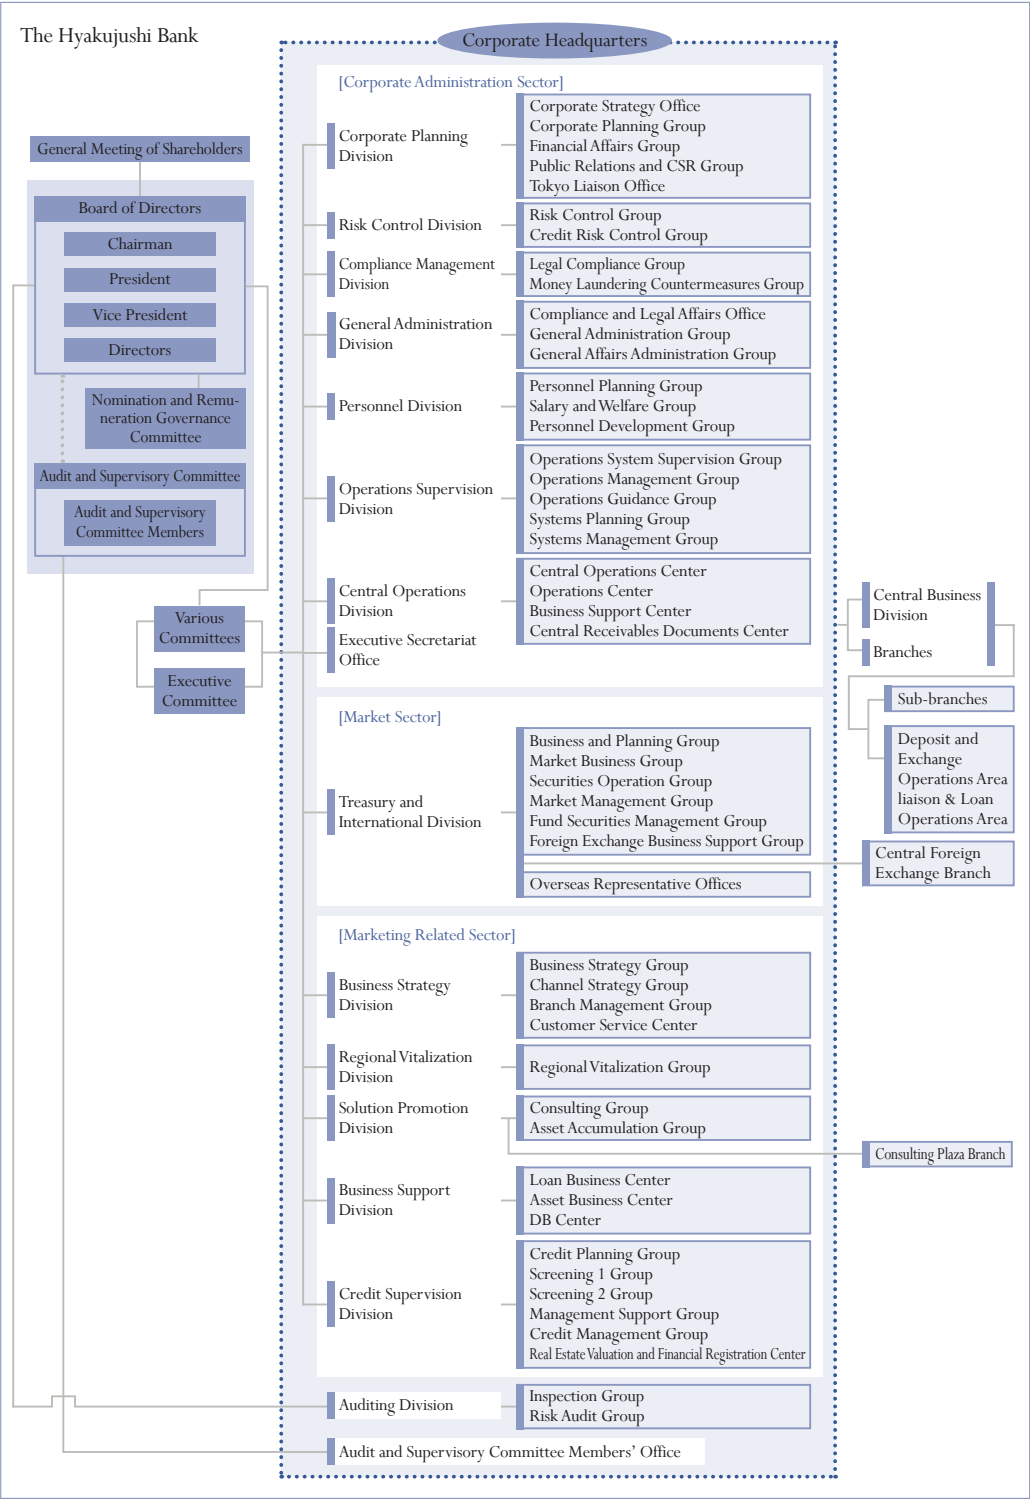 The Hyakujushi Bank
Corporate Headquarters
General Meeting of Shareholders
Board of Directors
Chairman
President
Vice President
Directors
Nomination and Remu-
neration Governance
Committee
Audit and Supervisory Committee
Audit and Supervisory
Committee Members
Various
Committees
Executive
Committee
[Corporate Administration Sector]
Corporate Planning
Division
Corporate Strategy Office
Corporate Planning Group
Financial Affairs Group
Public Relations and CSR Group
Tokyo Liaison Office
Risk Control Division
Risk Control Group
Credit Risk Control Group
Compliance Management
Division
Legal Compliance Group
Money Laundering Countermeasures Group
General Administration
Division
Compliance and Legal Affairs Office
General Administration Group
General Affairs Administration Group
Personnel Division
Personnel Planning Group
Salary and Welfare Group
Personnel Development Group
Operations Supervision
Division
Operations System Supervision Group
Operations Management Group
Operations Guidance Group
Systems Planning Group
Systems Management Group
Central Operations
Division
Central Operations Center
Operations Center
Business Support Center
Central Receivables Documents Center
Executive Secretariat
Office
[Market Sector]
Treasury and
International Division
Business and Planning Group
Market Business Group
Securities Operation Group
Market Management Group
Fund Securities Management Group
Foreign Exchange Business Support Group
Overseas Representative Offices
[Marketing Related Sector]
Business Strategy
Division
Business Strategy Group
Channel Strategy Group
Branch Management Group
Customer Service Center
Regional Vitalization
Division
Regional Vitalization Group
Solution Promotion
Division
Consulting Group
Asset Accumulation Group
Business Support
Division
Loan Business Center
Asset Business Center
DB Center
Credit Supervision
Division
Credit Planning Group
Screening 1 Group
Screening 2 Group
Management Support Group
Credit Management Group
Real Estate Valuation and Financial Registration Center
Auditing Division
Inspection Group
Risk Audit Group
Audit and Supervisory Committee Members' Office
Central Business
Division
Branches
Sub-branches
Deposit and
Exchange
Operations Area
liaison & Loan
Operations Area
Central Foreign
Exchange Branch
Consulting Plaza Branch